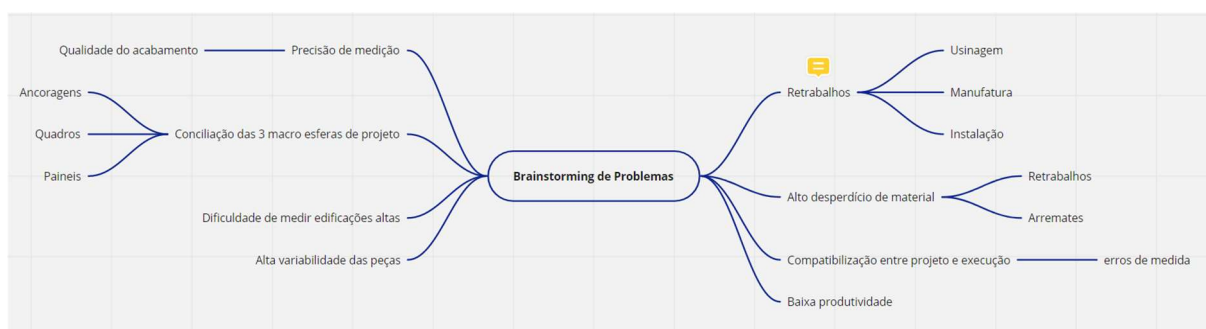 Qualidade do acabamento
Precisão de medição
Ancoragens
Quadros
Paineis
Conciliação das 3 macro esferas de projeto
Dificuldade de medir edificações altas
Alta variabilidade das peças
Brainstorming de Problemas
Retrabalhos
Usinagem
Manufatura
Instalação
Alto desperdício de material
Retrabalhos
Arremates
Compatibilização entre projeto e execução
erros de medida
Baixa produtividade